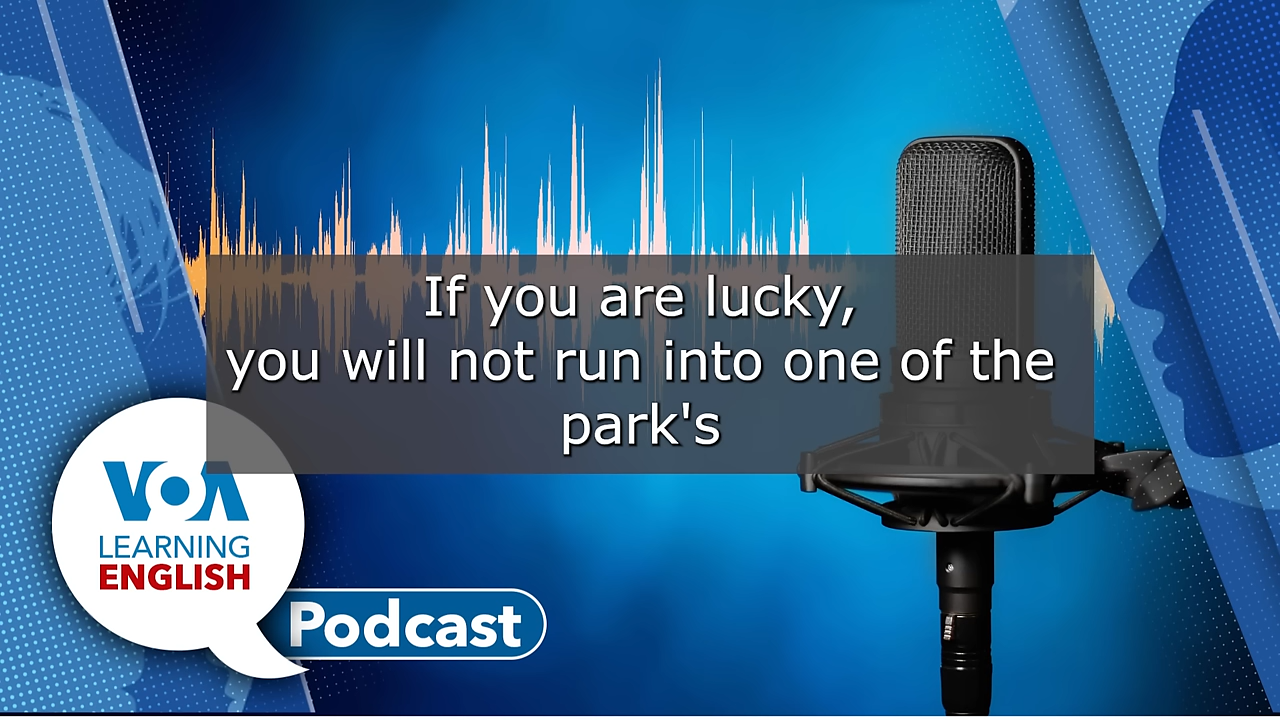 If you are lucky,
you will not run into one of the
park's
VOA
LEARNING
ENGLISH
Podcast